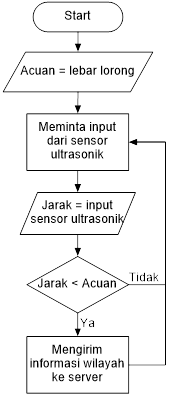 Start
Acuan = lebar lorong
Meminta input
dari sensor
ultrasonik
Jarak = input
sensor ultrasonik
Jarak < Acuan
Tidak
Ya
Mengirim
informasi wilayah
ke server